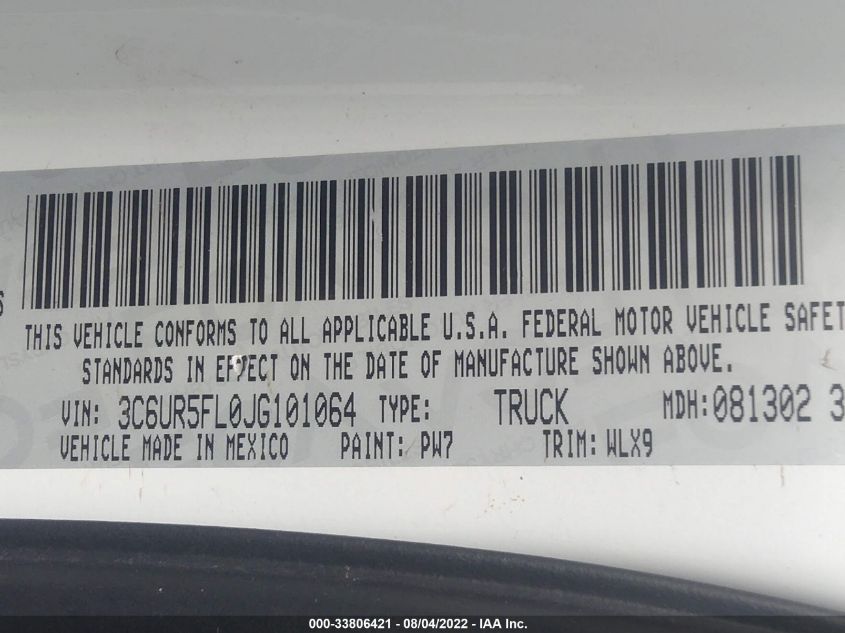 THIS VEHICLE CONFORMS TO ALL APPLICABLE U.S.A. FEDERAL MOTOR VEHICLE SAFET
STANDARDS IN EFFECT ON THE DATE OF MANUFACTURE SHOWN ABOVE.
VIN: 3C6UR5FL0JG101064 TYPE: TRUCK MDH:081302 3
VEHICLE MADE IN MEXICO PAINT: PW7 TRIM: WLX9
000-33806421 - 08/04/2022 - IAA Inc.